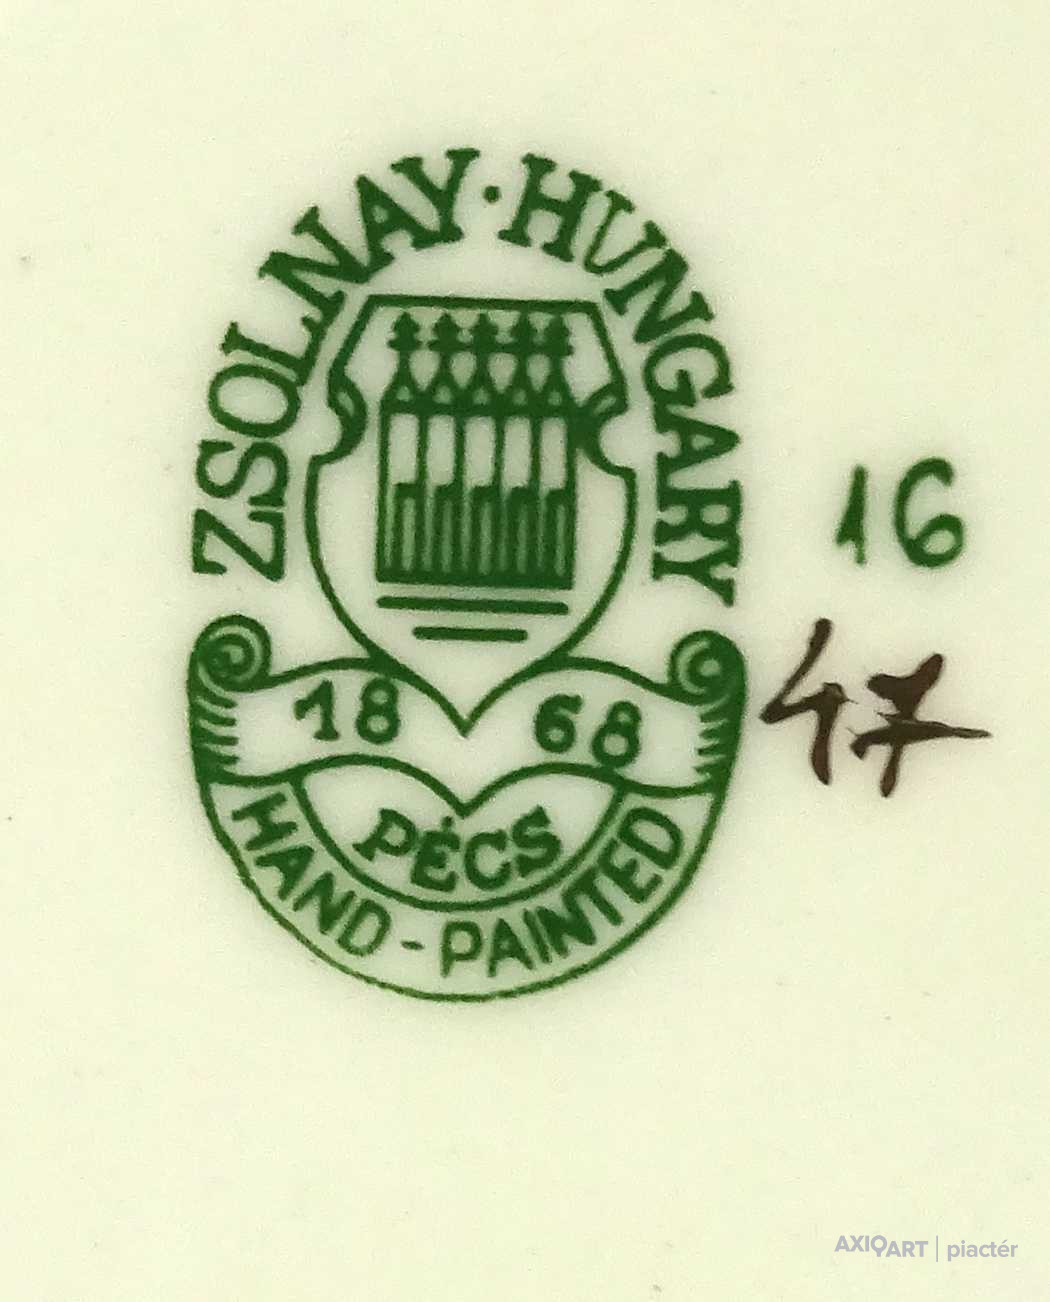 ZSOLNAY · HUNGARY
16
47
18 68
PÉCS
HAND - PAINTED
AXIOART | piactér